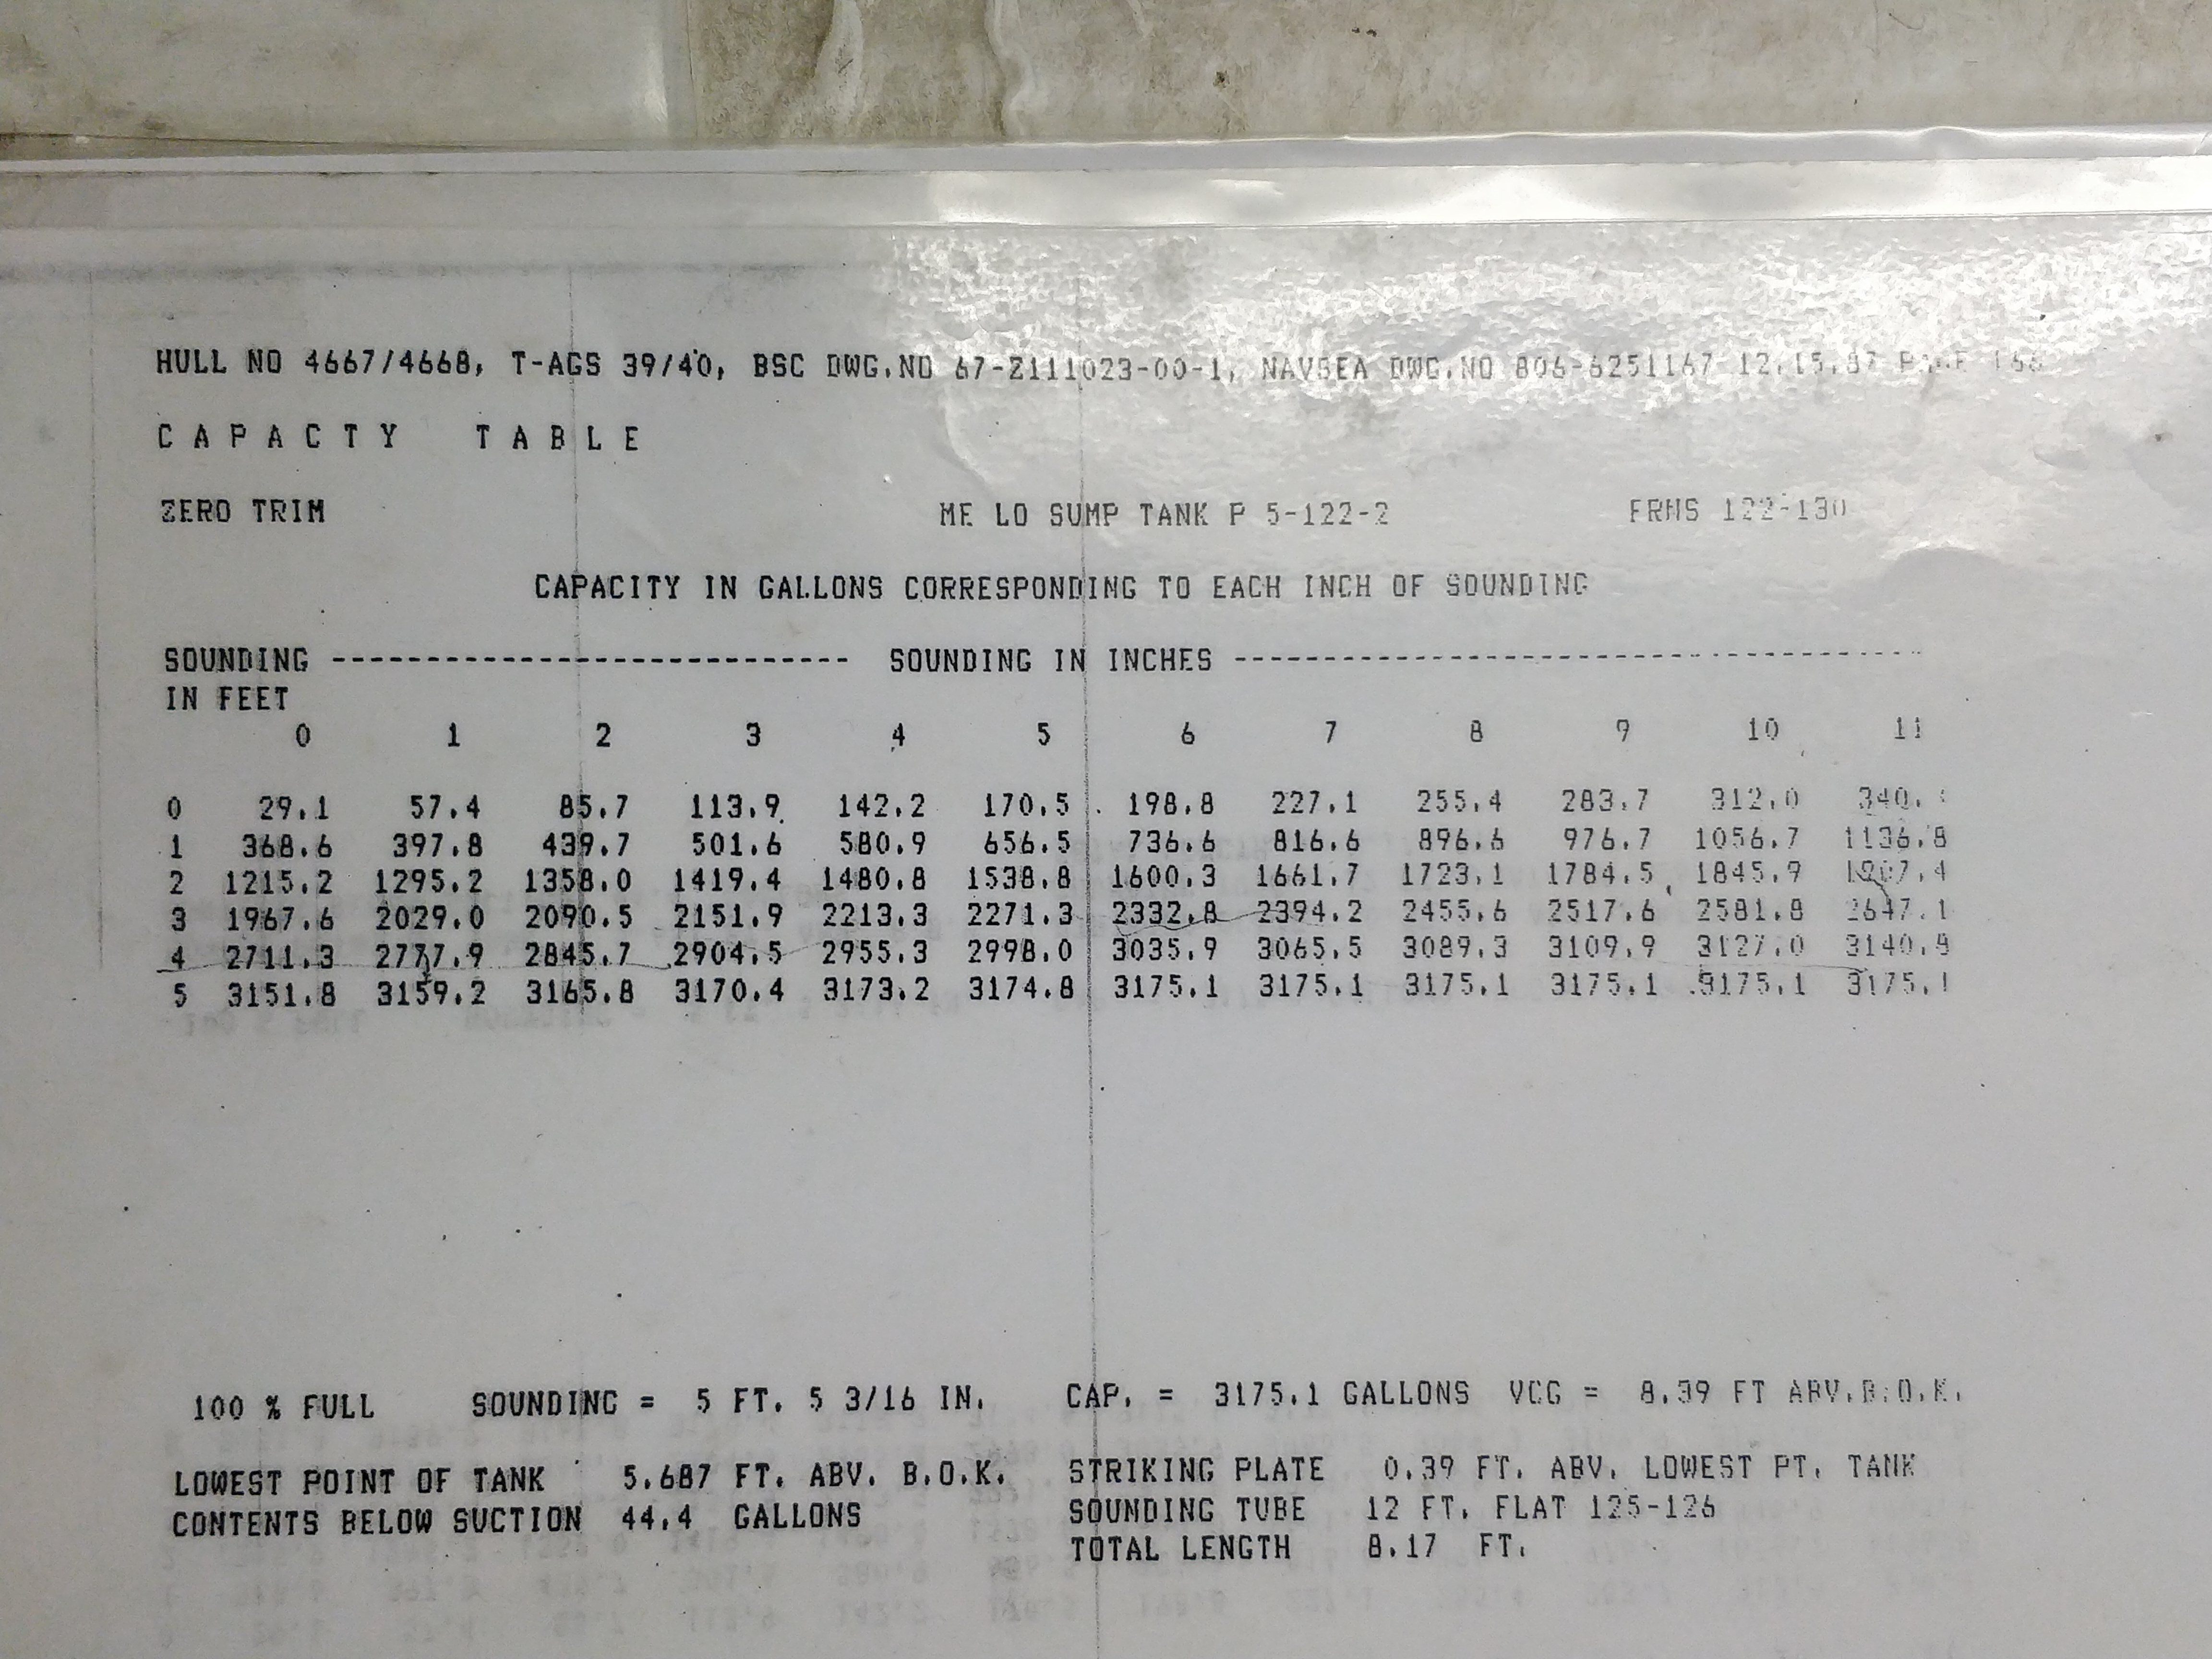 HULL NO 4667/4668, T-AGS 39/40, BSC DWG.NO 67-Z111023-00-1, NAVSEA DWG.NO 806-6251167 12.15.87
C A P A C T Y T A B L E
ZERO TRIM ME LO SUMP TANK P 5-122-2 FRMS 122-130
CAPACITY IN GALLONS CORRESPONDING TO EACH INCH OF SOUNDING
SOUNDING ---------------------------------- SOUNDING IN INCHES ----------------------------------------------
IN FEET
0 1 2 3 4 5 6 7 8 9 10 11
0 29.1 57.4 85.7 113.9 142.2 170.5 198.8 227.1 255.4 283.7 312.0
1 368.6 397.8 439.7 501.6 580.9 656.5 736.6 816.6 896.6 976.7 1056.7 1136.8
2 1215.2 1295.2 1358.0 1419.4 1480.8 1538.8 1600.3 1661.7 1723.1 1784.5 1845.9 1907.4
3 1967.6 2029.0 2090.5 2151.9 2213.3 2271.3 2332.8 2394.2 2455.6 2517.6 2581.8 2647.1
4 2711.3 2777.9 2845.7 2904.5 2955.3 2998.0 3035.9 3065.5 3089.3 3109.9 3127.0 3140.9
5 3151.8 3159.2 3165.8 3170.4 3173.2 3174.8 3175.1 3175.1 3175.1 3175.1 3175.1 3175.1
100 % FULL SOUNDING = 5 FT. 5 3/16 IN. CAP. = 3175.1 GALLONS VCG = 8.59 FT ABV.B.O.K.
LOWEST POINT OF TANK 5.687 FT. ABV. B.O.K. STRIKING PLATE 0.39 FT. ABV. LOWEST PT. TANK
CONTENTS BELOW SUCTION 44.4 GALLONS SOUNDING TUBE 12 FT. FLAT 125-126
TOTAL LENGTH 8.17 FT.